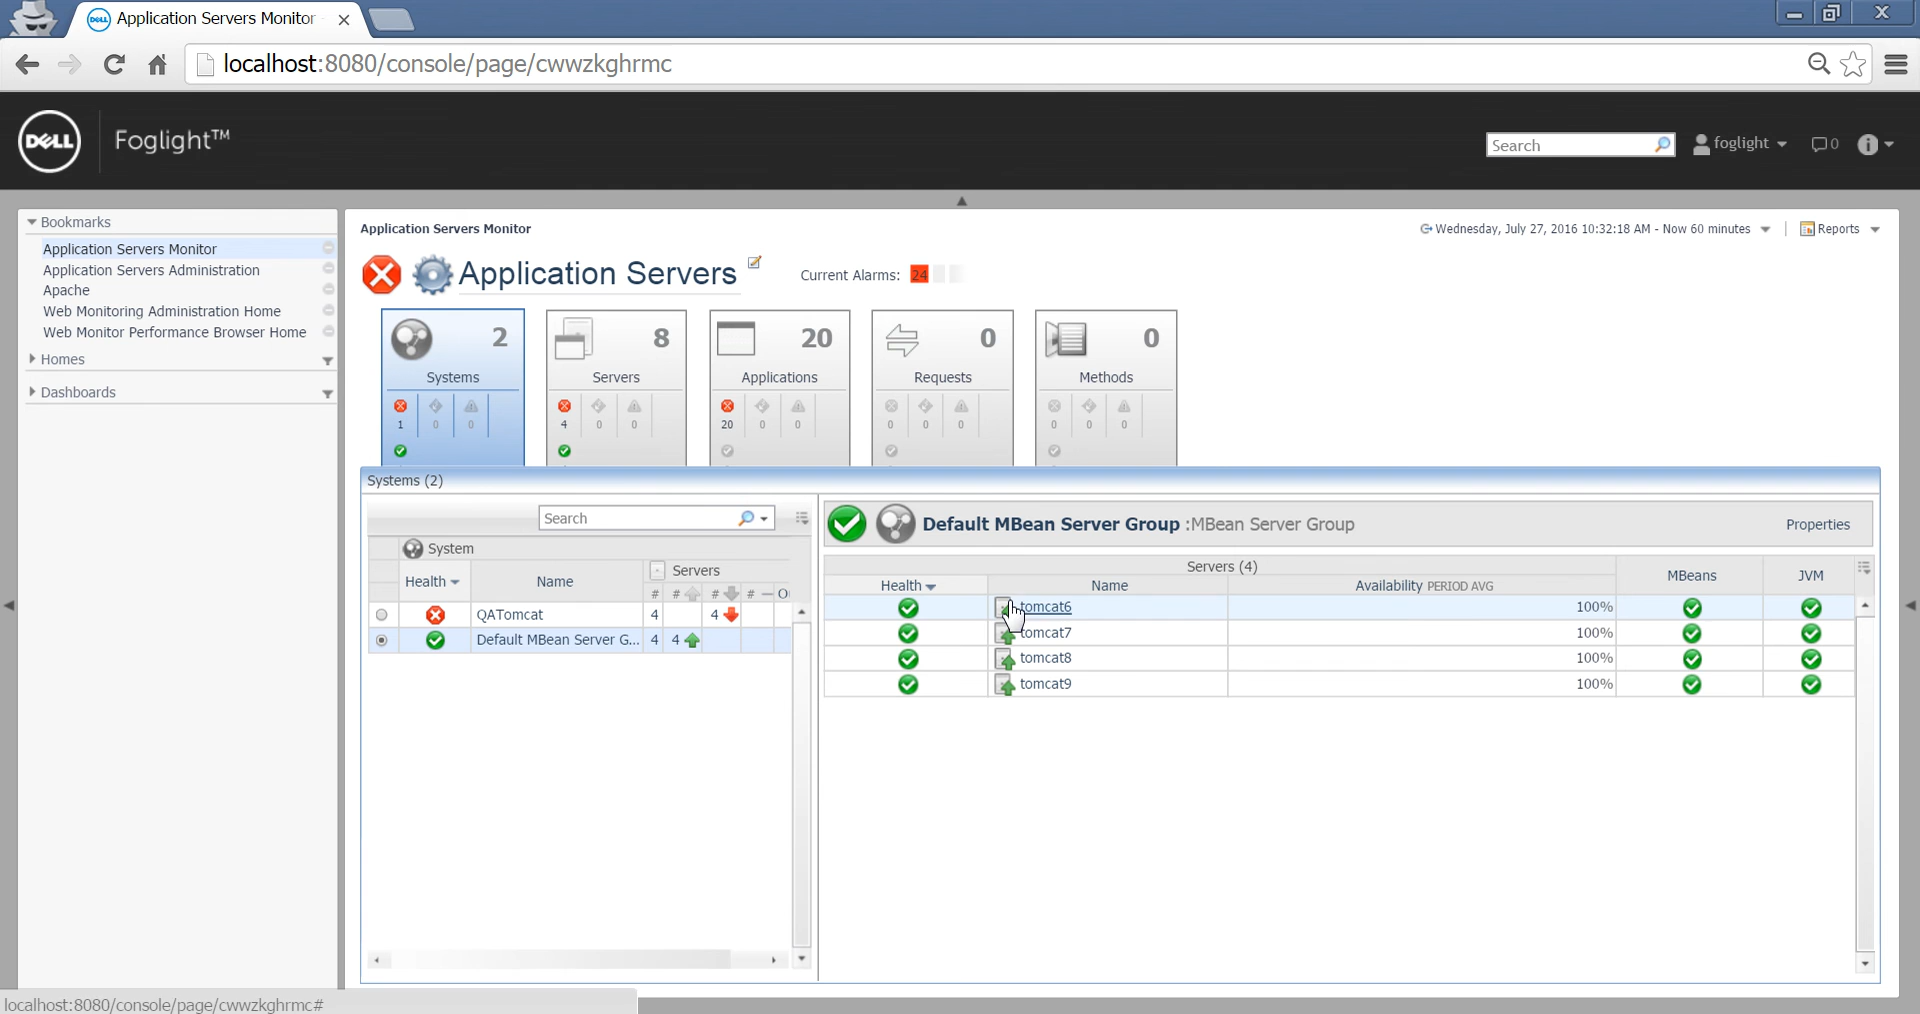 Application Servers Monitor
localhost:8080/console/page/cwwzkghrmc
DELL Foglight™
Search
foglight
0
Bookmarks
Application Servers Monitor
Application Servers Administration
Apache
Web Monitoring Administration Home
Web Monitor Performance Browser Home
Homes
Dashboards
Application Servers Monitor
Wednesday, July 27, 2016 10:32:18 AM - Now 60 minutes
Reports
Application Servers
Current Alarms: 24
2 Systems 1 0 0
8 Servers 4 0 0
20 Applications 20 0 0
0 Requests 0 0 0
0 Methods 0 0 0
Systems (2)
Search
System
Health Name Servers
# # # #
QATomcat 4 4
Default MBean Server G... 4 4
Default MBean Server Group :MBean Server Group
Properties
Servers (4) MBeans JVM
Health Name Availability PERIOD AVG
tomcat6 100%
tomcat7 100%
tomcat8 100%
tomcat9 100%
localhost:8080/console/page/cwwzkghrmc#